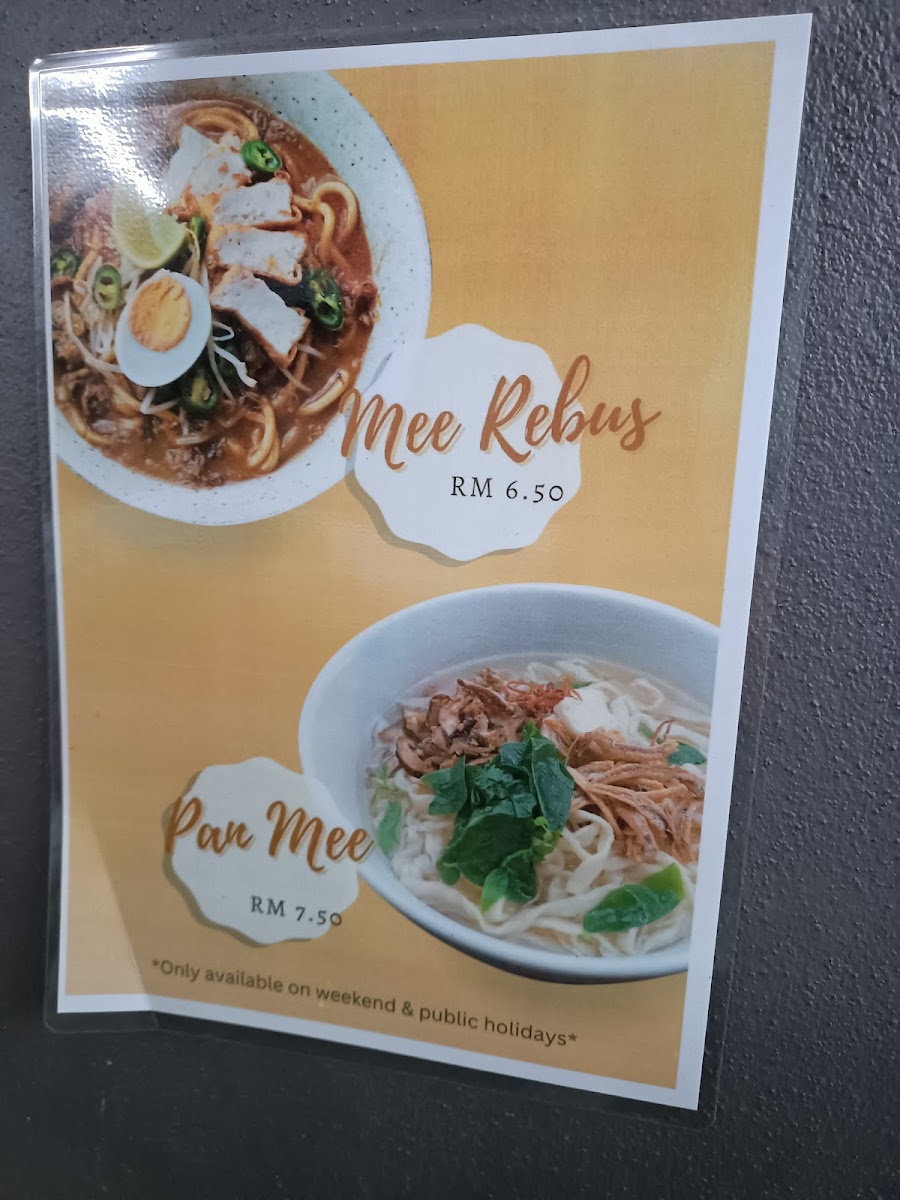 Mee Rebus
RM 6.50
Pan Mee
RM 7.50
*Only available on weekend & public holidays*